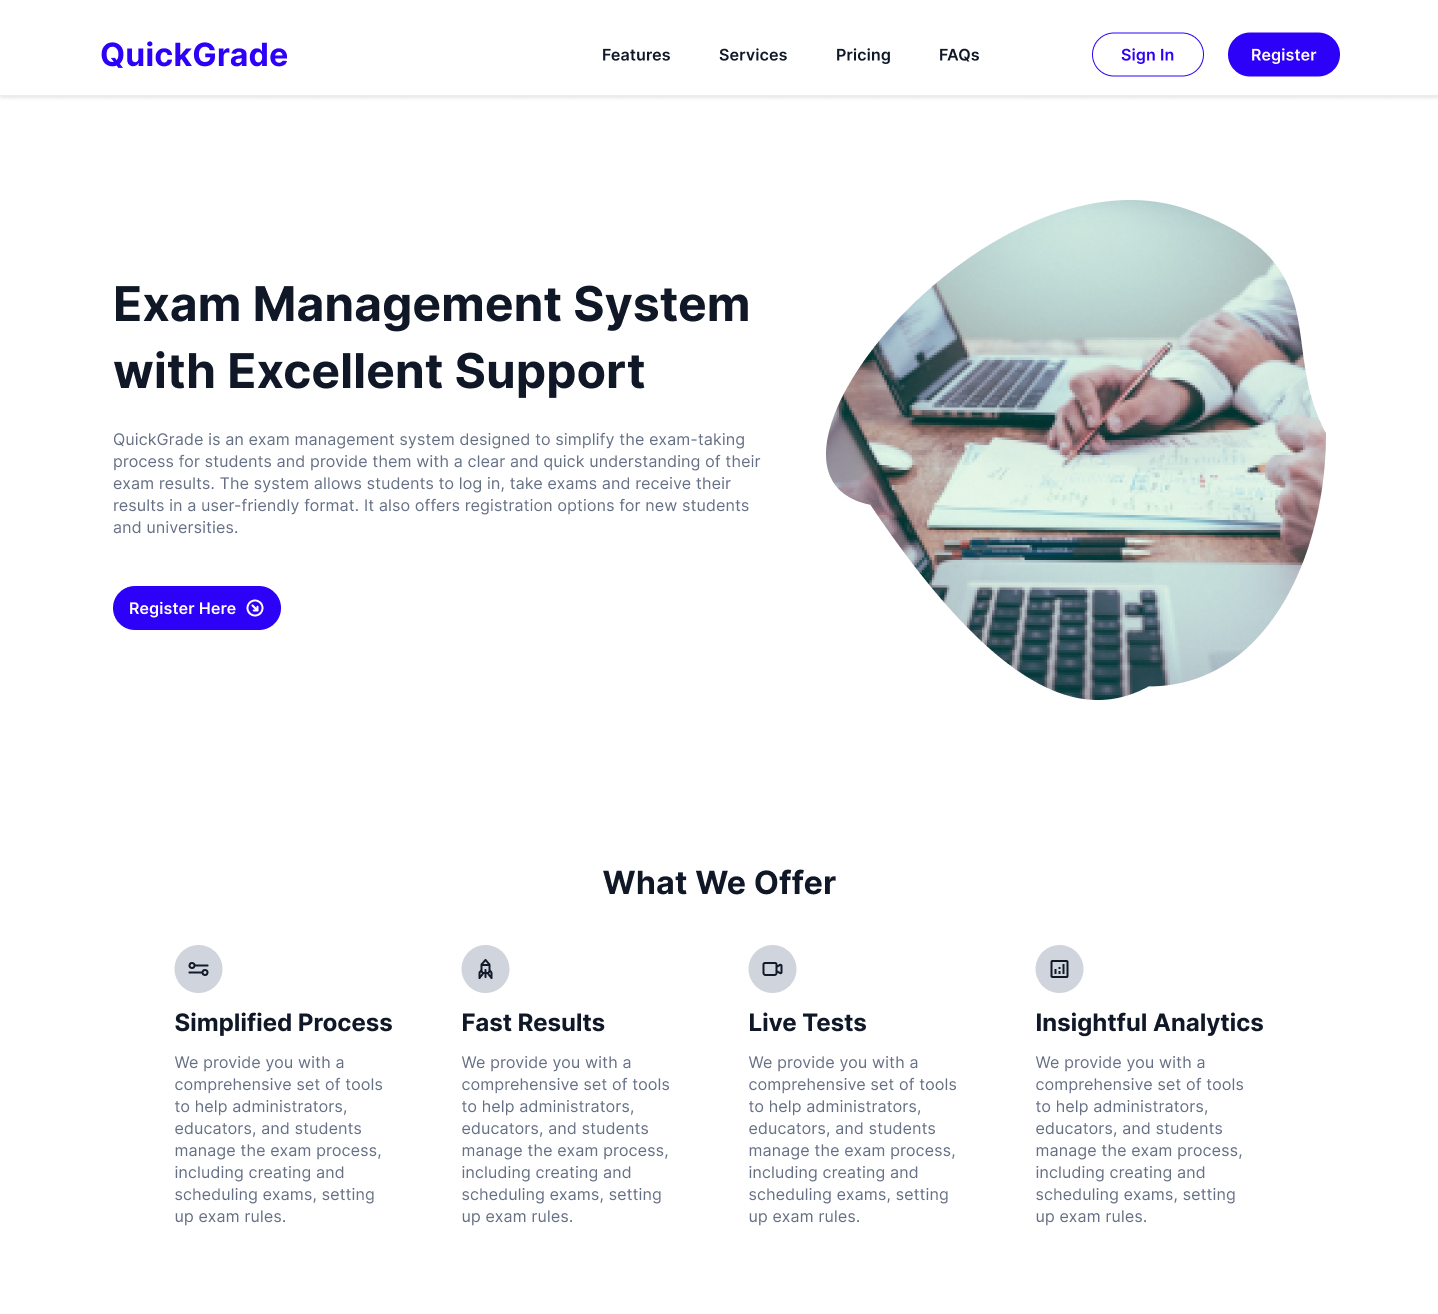 QuickGrade
Features Services Pricing FAQs Sign In Register
Exam Management System
with Excellent Support
QuickGrade is an exam management system designed to simplify the exam-taking
process for students and provide them with a clear and quick understanding of their
exam results. The system allows students to log in, take exams and receive their
results in a user-friendly format. It also offers registration options for new students
and universities.
Register Here
What We Offer
Simplified Process
We provide you with a
comprehensive set of tools
to help administrators,
educators, and students
manage the exam process,
including creating and
scheduling exams, setting
up exam rules.
Fast Results
We provide you with a
comprehensive set of tools
to help administrators,
educators, and students
manage the exam process,
including creating and
scheduling exams, setting
up exam rules.
Live Tests
We provide you with a
comprehensive set of tools
to help administrators,
educators, and students
manage the exam process,
including creating and
scheduling exams, setting
up exam rules.
Insightful Analytics
We provide you with a
comprehensive set of tools
to help administrators,
educators, and students
manage the exam process,
including creating and
scheduling exams, setting
up exam rules.